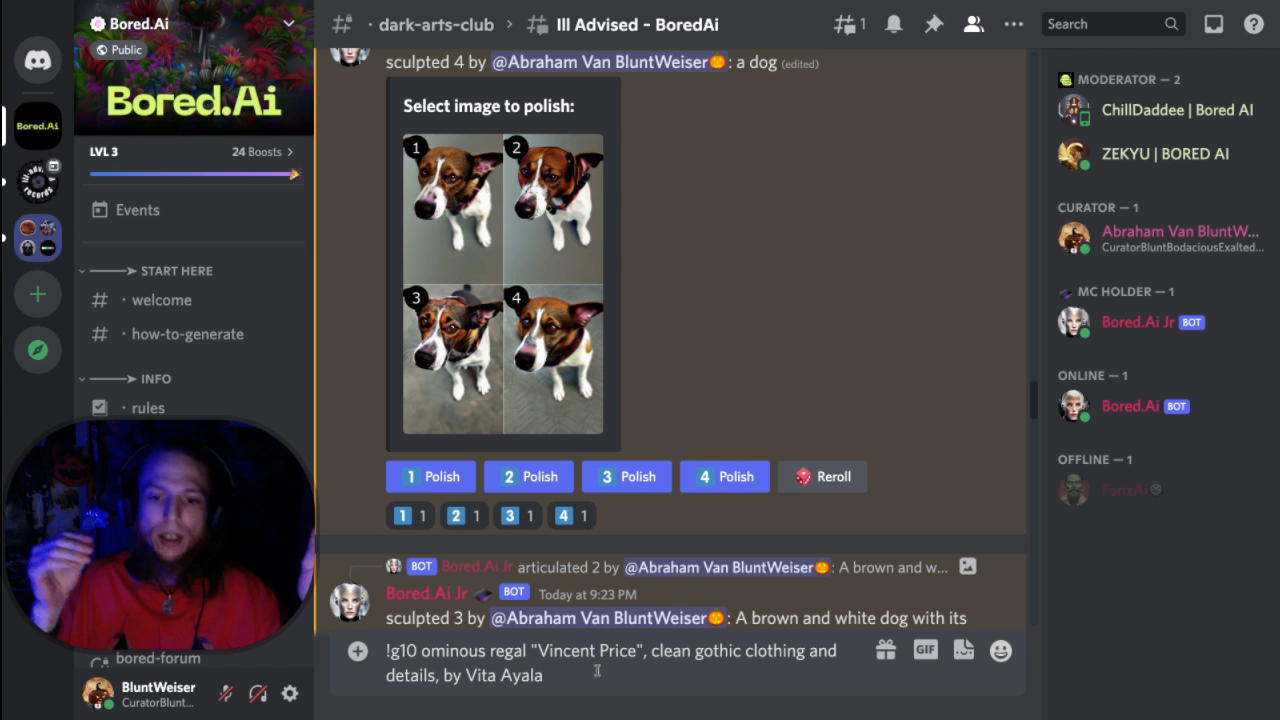 Bored.Ai
Public
Bored.Ai
LVL 3
24 Boosts
Events
START HERE
# · welcome
# · how-to-generate
INFO
· rules
bored-forum
BluntWeiser
CuratorBlunt...
Bored.Ai
· dark-arts-club
Ill Advised - BoredAi
1
Search
sculpted 4 by @Abraham Van BluntWeiser🎃: a dog (edited)
Select image to polish:
1 2
3 4
1 Polish 2 Polish 3 Polish 4 Polish Reroll
1 1 2 1 3 1 4 1
BOT Bored.Ai Jr articulated 2 by @Abraham Van BluntWeiser🎃: A brown and w...
Bored.Ai Jr BOT Today at 9:23 PM
sculpted 3 by @Abraham Van BluntWeiser🎃: A brown and white dog with its
!g10 ominous regal "Vincent Price", clean gothic clothing and
details, by Vita Ayala
GIF
MODERATOR — 2
ChillDaddee | Bored AI
ZEKYU | BORED AI
CURATOR — 1
Abraham Van BluntW...
CuratorBluntBodaciousExalted...
MC HOLDER — 1
Bored.Ai Jr BOT
ONLINE — 1
Bored.Ai BOT
OFFLINE — 1